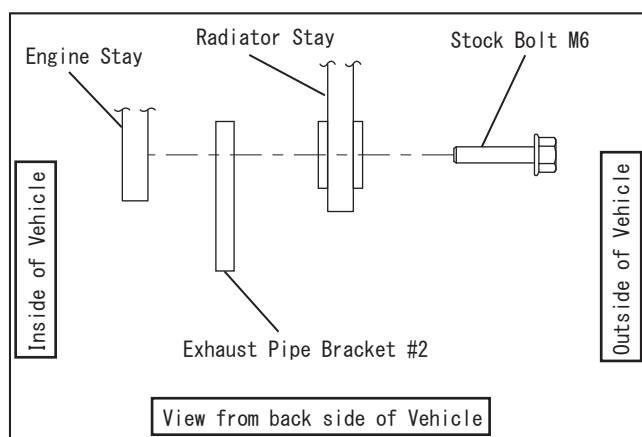 Radiator Stay
Stock Bolt M6
Engine Stay
Inside of Vehicle
Outside of Vehicle
Exhaust Pipe Bracket #2
View from back side of Vehicle